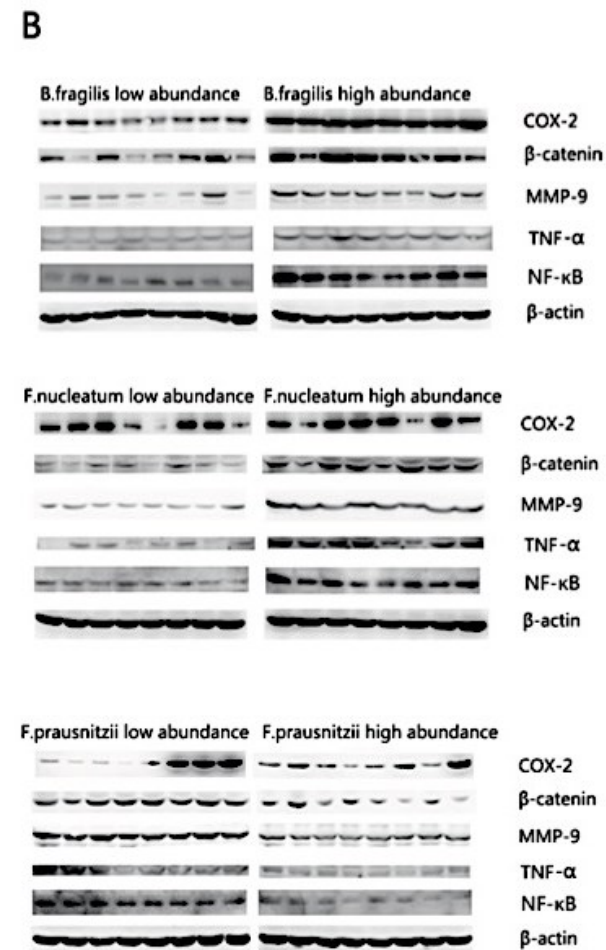 B
B.fragilis low abundance B.fragilis high abundance
COX-2
β-catenin
MMP-9
TNF-α
NF-κB
β-actin
F.nucleatum low abundance F.nucleatum high abundance
COX-2
β-catenin
MMP-9
TNF-α
NF-κB
β-actin
F.prausnitzii low abundance F.prausnitzii high abundance
COX-2
β-catenin
MMP-9
TNF-α
NF-κB
β-actin